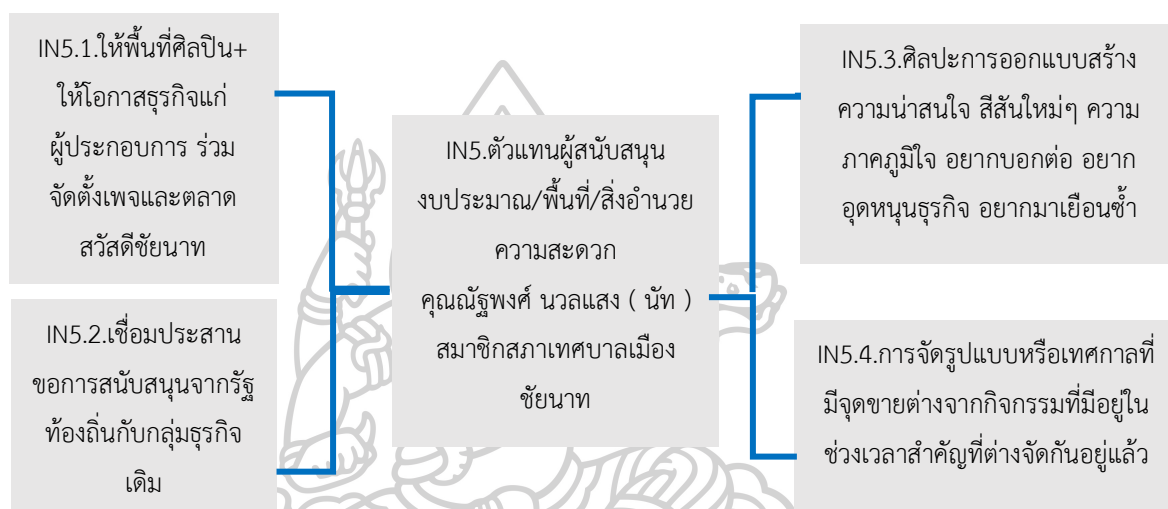 IN5.1.ให้พื้นที่ศิลปิน+
ให้โอกาสธุรกิจแก่
ผู้ประกอบการ ร่วม
จัดตั้งเพจและตลาด
สวัสดีชัยนาท
IN5.2.เชื่อมประสาน
ขอการสนับสนุนจากรัฐ
ท้องถิ่นกับกลุ่มธุรกิจ
เดิม
IN5.ตัวแทนผู้สนับสนุน
งบประมาณ/พื้นที่/สิ่งอำนวย
ความสะดวก
คุณณัฐพงศ์ นวลแสง ( นัท )
สมาชิกสภาเทศบาลเมือง
ชัยนาท
IN5.3.ศิลปะการออกแบบสร้าง
ความน่าสนใจ สีสันใหม่ๆ ความ
ภาคภูมิใจ อยากบอกต่อ อยาก
อุดหนุนธุรกิจ อยากมาเยือนซ้ำ
IN5.4.การจัดรูปแบบหรือเทศกาลที่
มีจุดขายต่างจากกิจกรรมที่มีอยู่ใน
ช่วงเวลาสำคัญที่ต่างจัดกันอยู่แล้ว